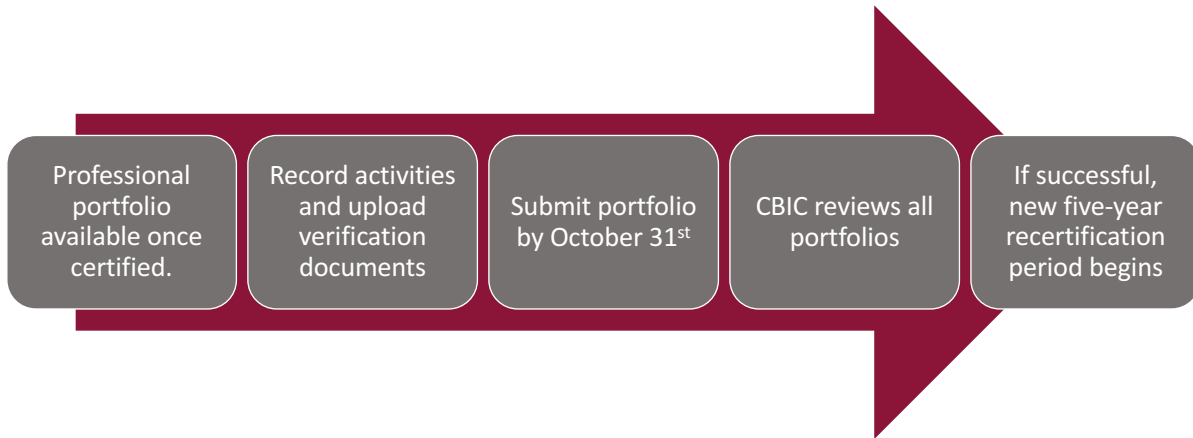 Professional
portfolio
available once
certified.
Record activities
and upload
verification
documents
Submit portfolio
by October 31st
CBIC reviews all
portfolios
If successful,
new five-year
recertification
period begins